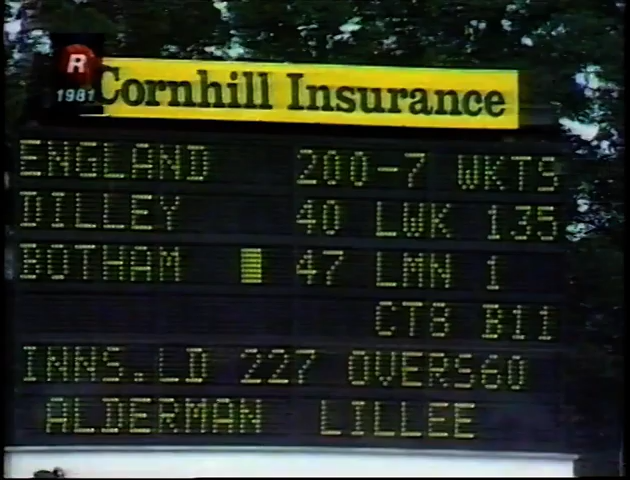 R
1981
Cornhill Insurance
ENGLAND 200-7 WKTS
DILLEY 40 LWK 135
BOTHAM 47 LMN 1
CT8 B11
INNS.LD 227 OVERS60
ALDERMAN LILLEE